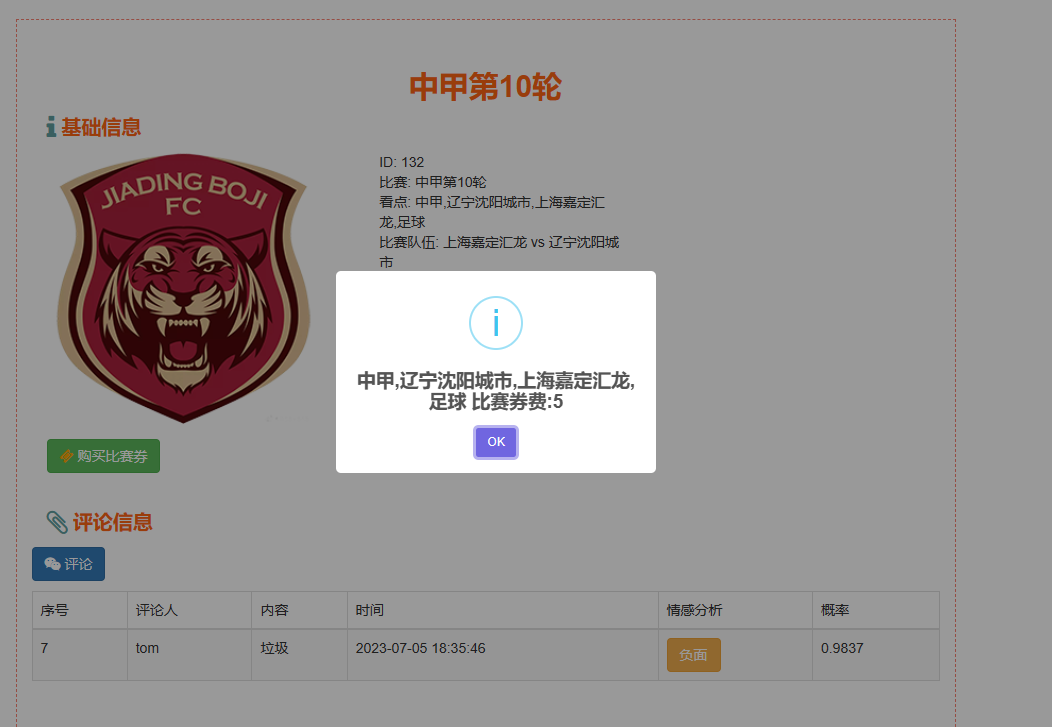 中甲第10轮
基础信息
JIADING BOJI
FC
ID: 132
比赛: 中甲第10轮
看点: 中甲,辽宁沈阳城市,上海嘉定汇
龙,足球
比赛队伍: 上海嘉定汇龙 vs 辽宁沈阳城
市
中甲,辽宁沈阳城市,上海嘉定汇龙,
足球 比赛券费:5
OK
购买比赛券
评论信息
评论
序号 评论人 内容 时间 情感分析 概率
7 tom 垃圾 2023-07-05 18:35:46 负面 0.9837